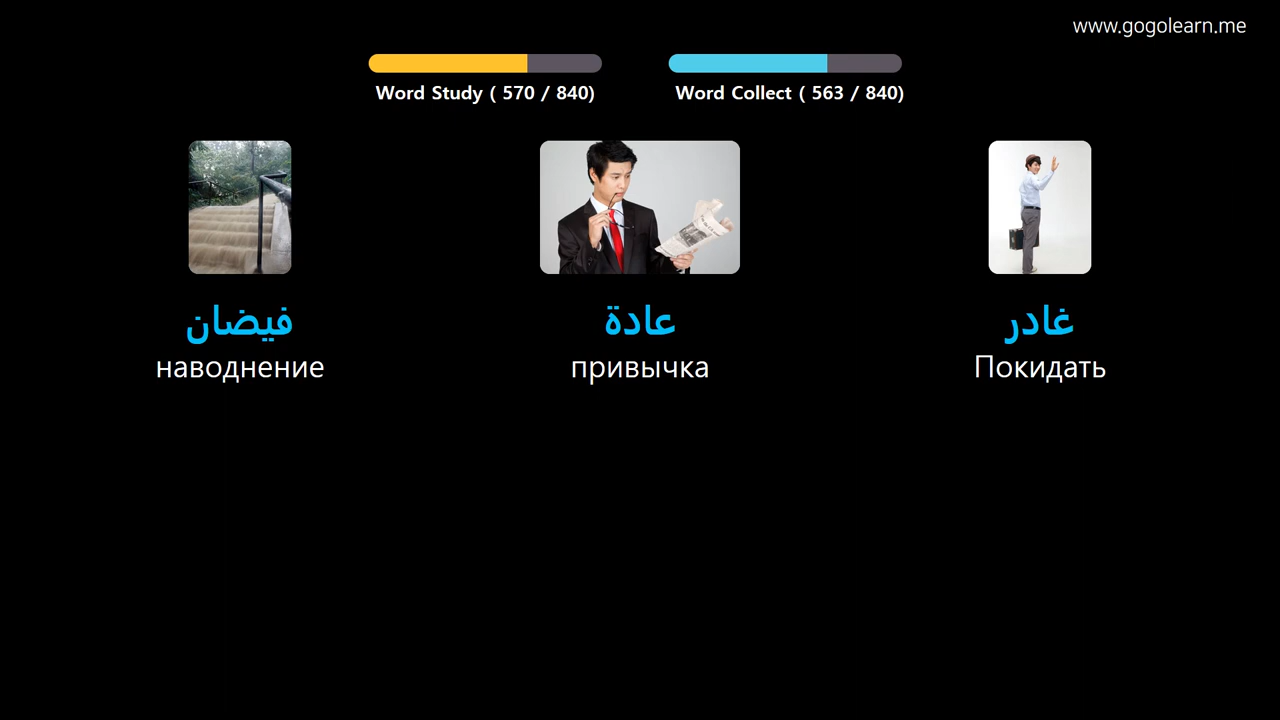 www.gogolearn.me
Word Study ( 570 / 840)
Word Collect ( 563 / 840)
فيضان
наводнение
عادة
привычка
غادر
Покидать